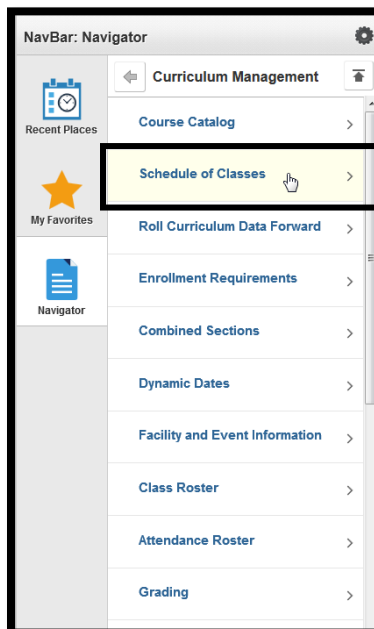 NavBar: Navigator
Curriculum Management
Recent Places
My Favorites
Navigator
Course Catalog
Schedule of Classes
Roll Curriculum Data Forward
Enrollment Requirements
Combined Sections
Dynamic Dates
Facility and Event Information
Class Roster
Attendance Roster
Grading